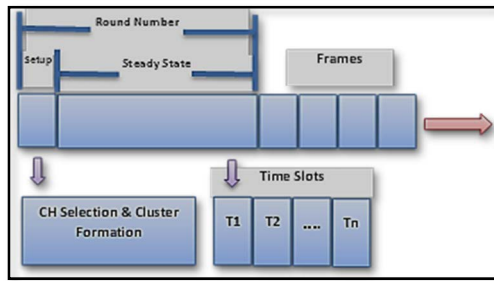 Round Number
Setup
Steady State
Frames
Time Slots
CH Selection & Cluster
Formation
T1 T2 .... Tn